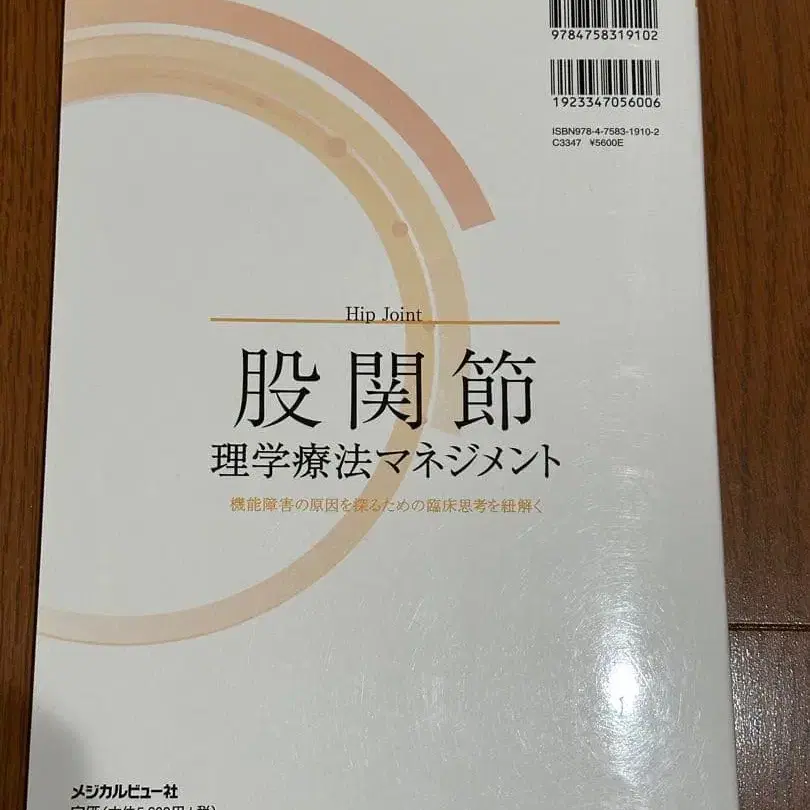 9784758319102
1923347056006
ISBN978-4-7583-1910-2
C3347 ¥5600E
Hip Joint
股関節
理学療法マネジメント
機能障害の原因を探るための臨床思考を紐解く
メジカルビュー社